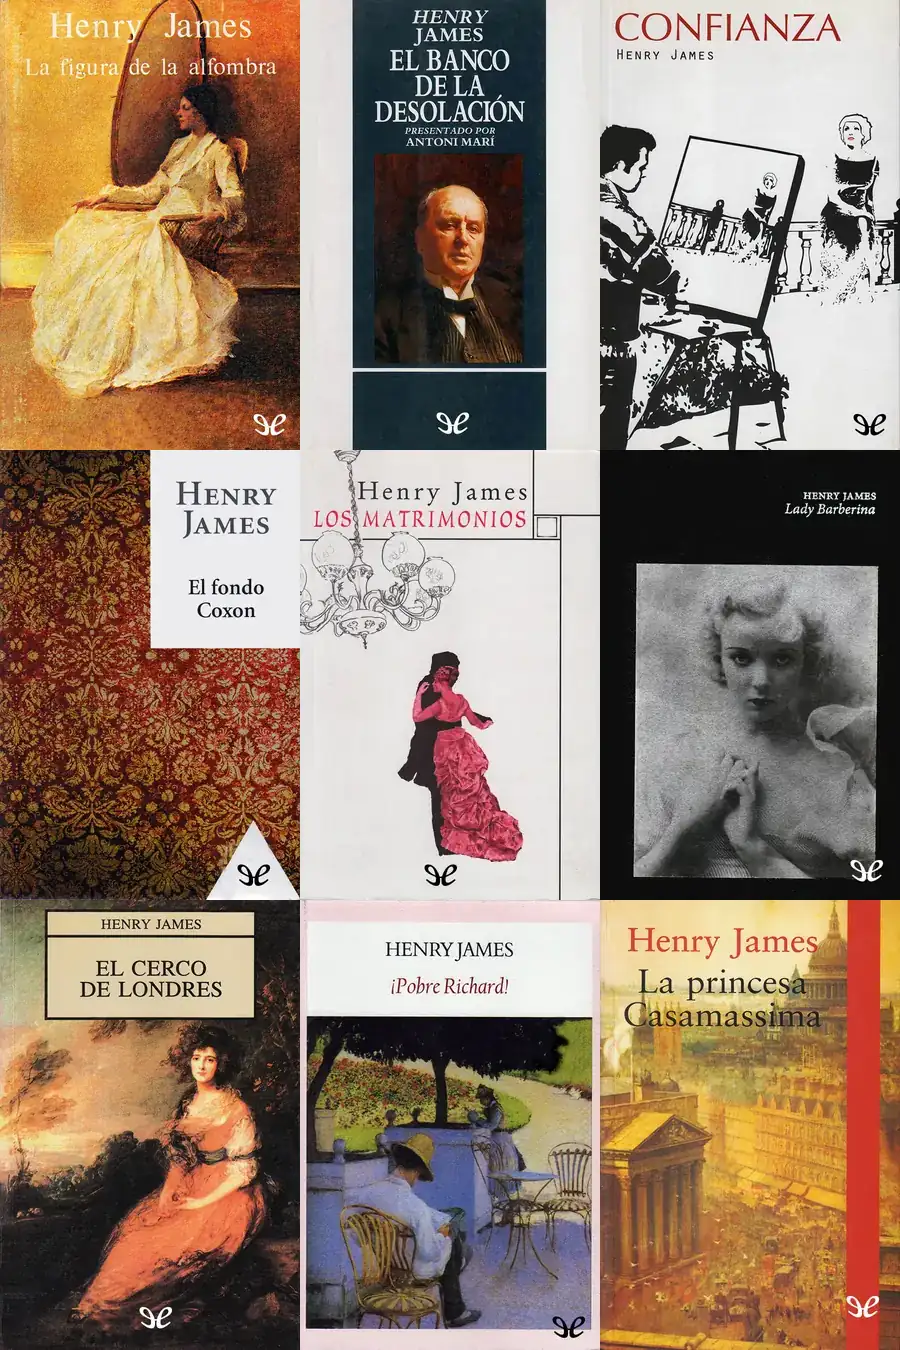 Henry James
La figura de la alfombra
HENRY
JAMES
EL BANCO
DE LA
DESOLACIÓN
PRESENTADO POR
ANTONI MARÍ
CONFIANZA
HENRY JAMES
HENRY
JAMES
El fondo
Coxon
Henry James
LOS MATRIMONIOS
HENRY JAMES
Lady Barberina
HENRY JAMES
EL CERCO
DE LONDRES
HENRY JAMES
¡Pobre Richard!
Henry James
La princesa
Casamassima